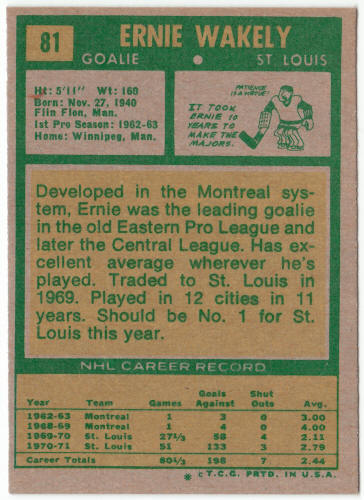 81
ERNIE WAKELY
GOALIE • ST. LOUIS
Ht: 5'11" Wt: 160
Born: Nov. 27, 1940
Flin Flon, Man.
1st Pro Season: 1962-63
Home: Winnipeg, Man.
PATIENCE
IS A VIRTUE!
IT TOOK
ERNIE 10
YEARS TO
MAKE THE
MAJORS.
Developed in the Montreal sys-
tem, Ernie was the leading goalie
in the old Eastern Pro League and
later the Central League. Has ex-
cellent average wherever he's
played. Traded to St. Louis in
1969. Played in 12 cities in 11
years. Should be No. 1 for St.
Louis this year.
NHL CAREER RECORD
Goals Shut
Year Team Games Against Outs Avg.
1962-63 Montreal 1 3 0 3.00
1968-69 Montreal 1 4 0 4.00
1969-70 St. Louis 27⅓ 58 4 2.11
1970-71 St. Louis 51 133 3 2.79
Career Totals 80⅓ 198 7 2.44
* © T.C.G. PRTD. IN U.S.A.